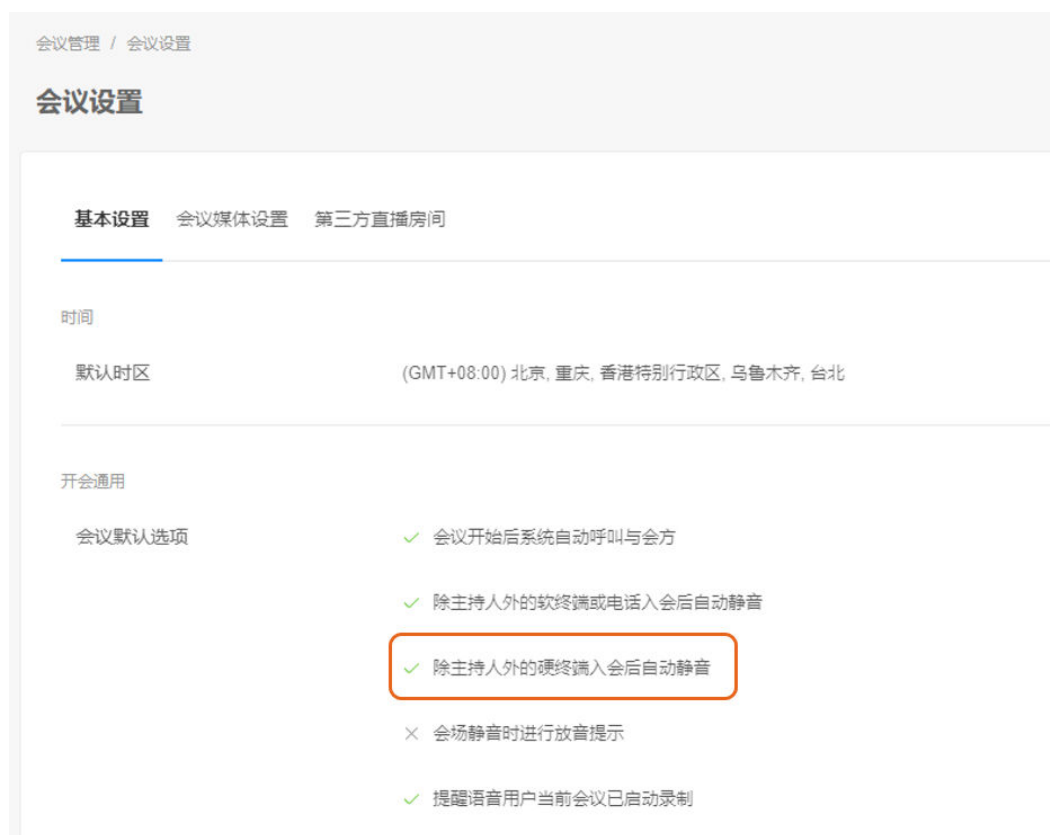 会议管理 / 会议设置
会议设置
基本设置 会议媒体设置 第三方直播房间
时间
默认时区 (GMT+08:00) 北京, 重庆, 香港特别行政区, 乌鲁木齐, 台北
开会通用
会议默认选项 会议开始后系统自动呼叫与会方
除主持人外的软终端或电话入会后自动静音
除主持人外的硬终端入会后自动静音
会场静音时进行放音提示
提醒语音用户当前会议已启动录制